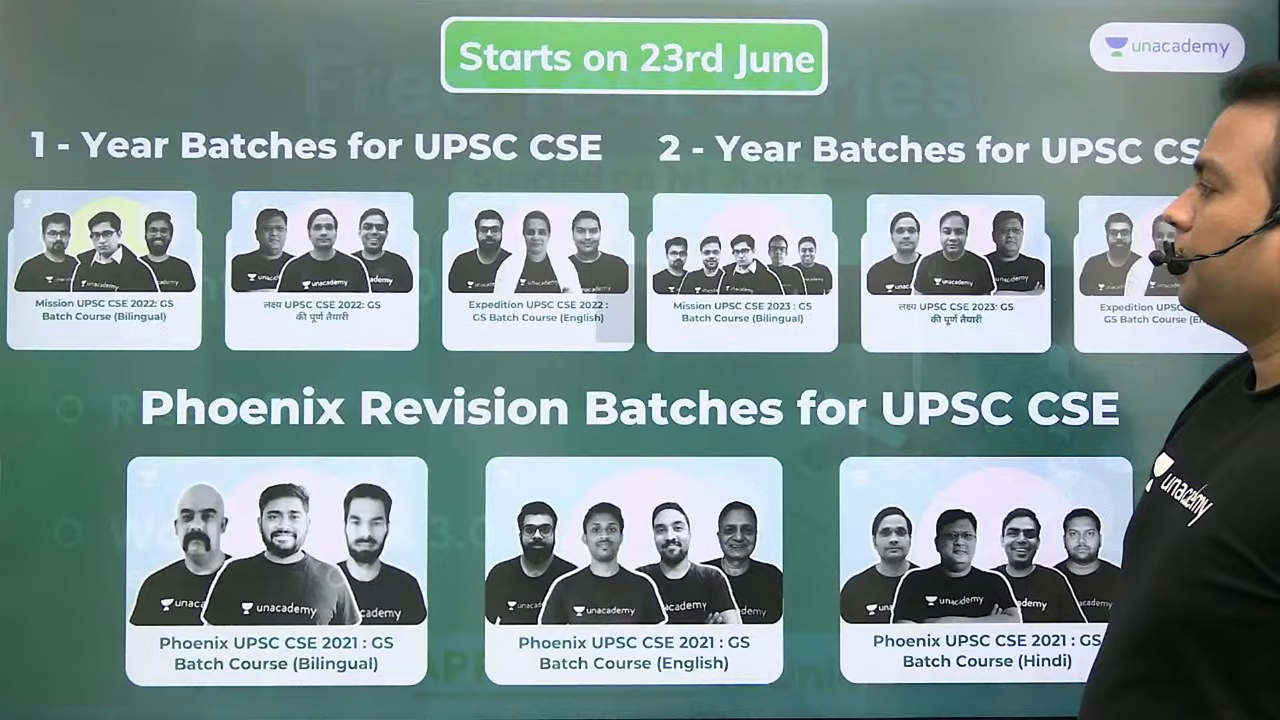 Starts on 23rd June
unacademy
1 - Year Batches for UPSC CSE
2 - Year Batches for UPSC CS
Mission UPSC CSE 2022: GS
Batch Course (Bilingual)
लक्ष्य UPSC CSE 2022: GS
की पूर्ण तैयारी
Expedition UPSC CSE 2022 :
GS Batch Course (English)
Mission UPSC CSE 2023 : GS
Batch Course (Bilingual)
लक्ष्य UPSC CSE 2023: GS
की पूर्ण तैयारी
Expedition UPSC
GS Batch Course
Phoenix Revision Batches for UPSC CSE
Phoenix UPSC CSE 2021 : GS
Batch Course (Bilingual)
Phoenix UPSC CSE 2021 : GS
Batch Course (English)
Phoenix UPSC CSE 2021 : GS
Batch Course (Hindi)
unacademy